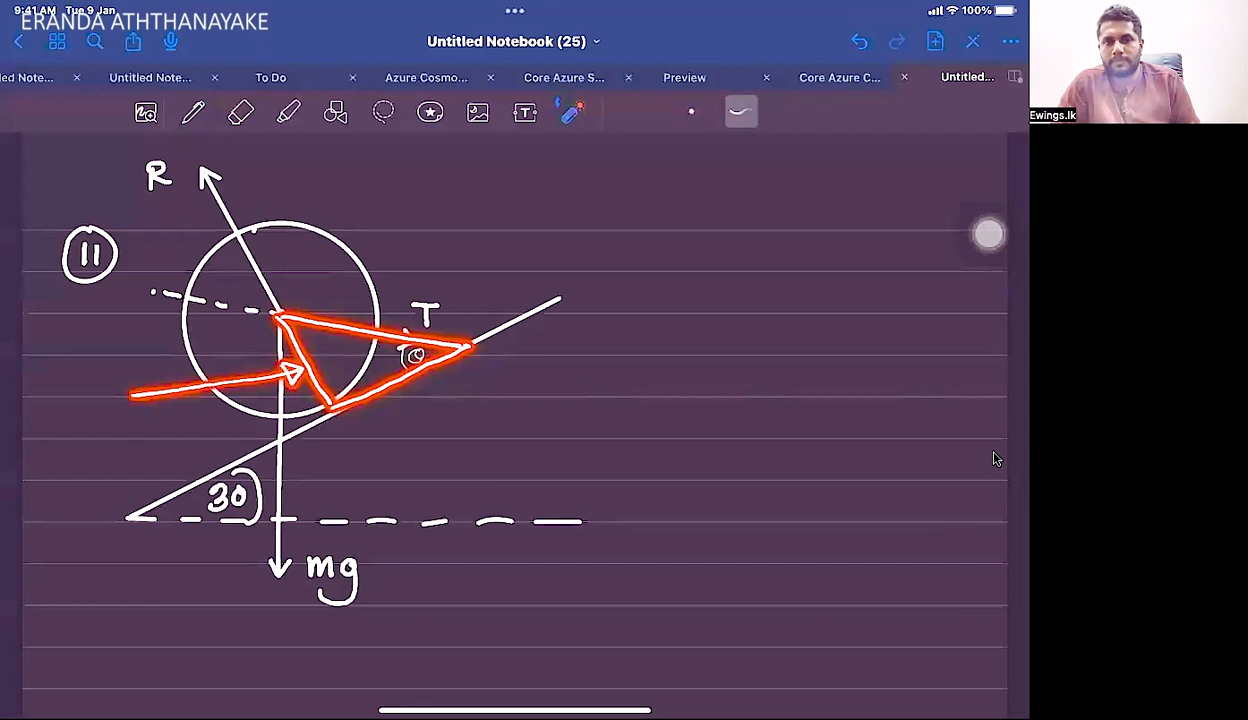 9:41 AM Tue 9 Jan
100%
ERANDA ATHTHANAYAKE
Untitled Notebook (25)
led Note...
Untitled Note...
To Do
Azure Cosmo...
Core Azure S...
Preview
Core Azure C...
Untitled...
Ewings.lk
R
11
T
30
mg